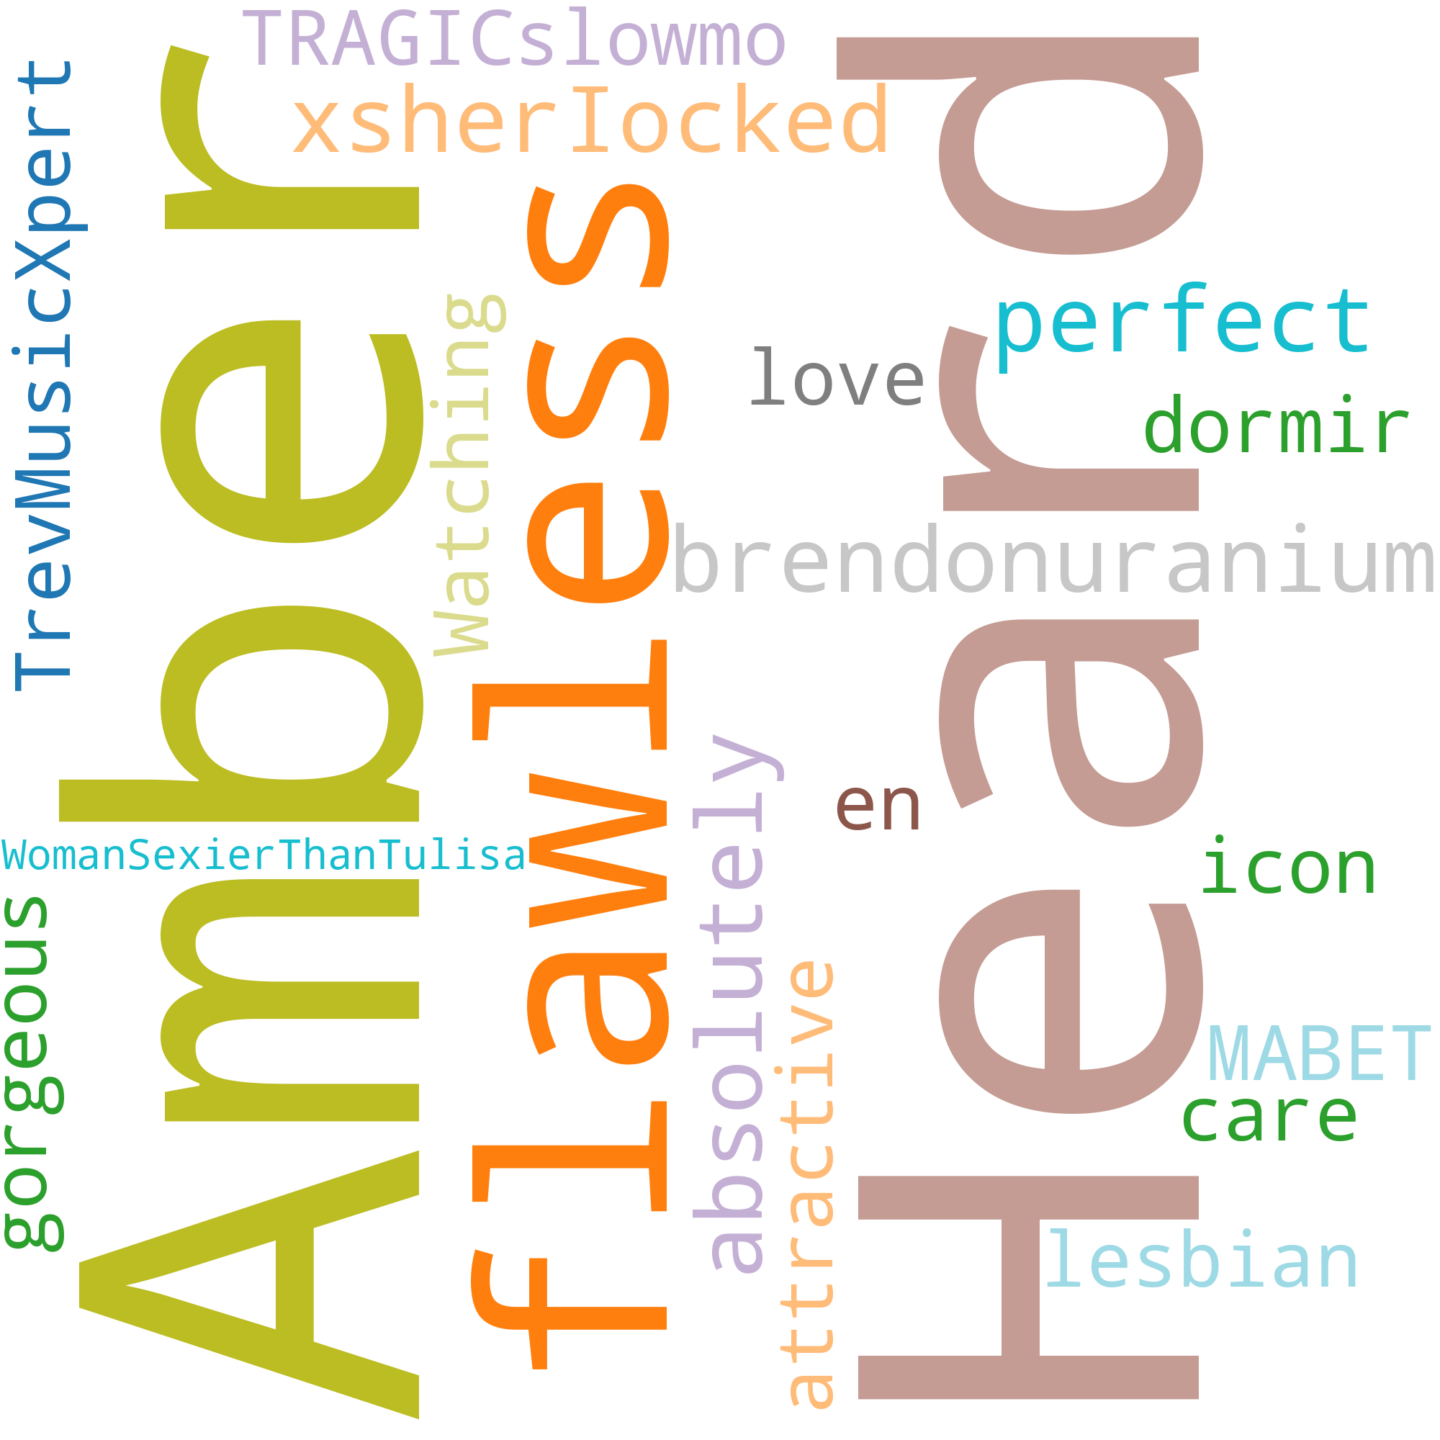 TRAGICslowmo
xsherIocked
TrevMusicXpert
Amber
Watching
flawless
Heard
love
perfect
dormir
brendonuranium
en
WomanSexierThanTulisa
icon
gorgeous
absolutely
attractive
MABET
care
lesbian